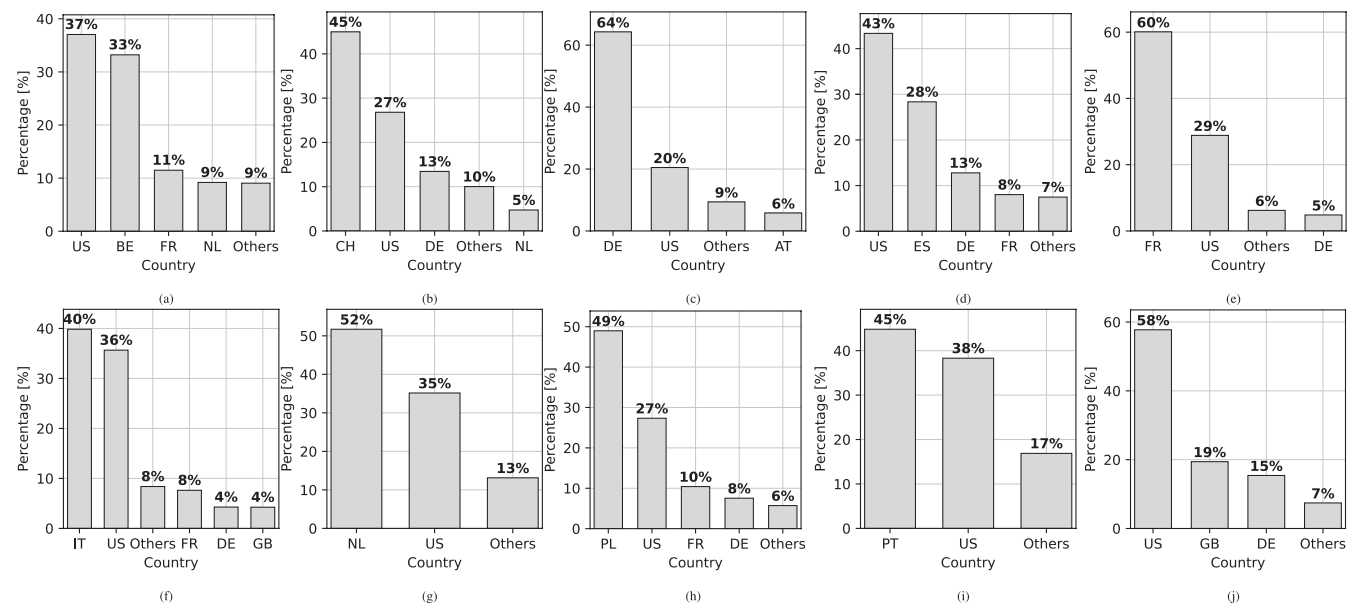 37%
33%
11%
9%
9%
40
30
20
10
0
Percentage [%]
US BE FR NL Others
Country
(a)
45%
27%
13%
10%
5%
40
30
20
10
0
Percentage [%]
CH US DE Others NL
Country
(b)
64%
20%
9%
6%
60
40
20
0
Percentage [%]
DE US Others AT
Country
(c)
43%
28%
13%
8%
7%
40
30
20
10
0
Percentage [%]
US ES DE FR Others
Country
(d)
60%
29%
6%
5%
60
40
20
0
Percentage [%]
FR US Others DE
Country
(e)
40%
36%
8%
8%
4%
4%
40
30
20
10
0
Percentage [%]
IT US Others FR DE GB
Country
(f)
52%
35%
13%
50
40
30
20
10
0
Percentage [%]
NL US Others
Country
(g)
49%
27%
10%
8%
6%
50
40
30
20
10
0
Percentage [%]
PL US FR DE Others
Country
(h)
45%
38%
17%
40
30
20
10
0
Percentage [%]
PT US Others
Country
(i)
58%
19%
15%
7%
60
40
20
0
Percentage [%]
US GB DE Others
Country
(j)